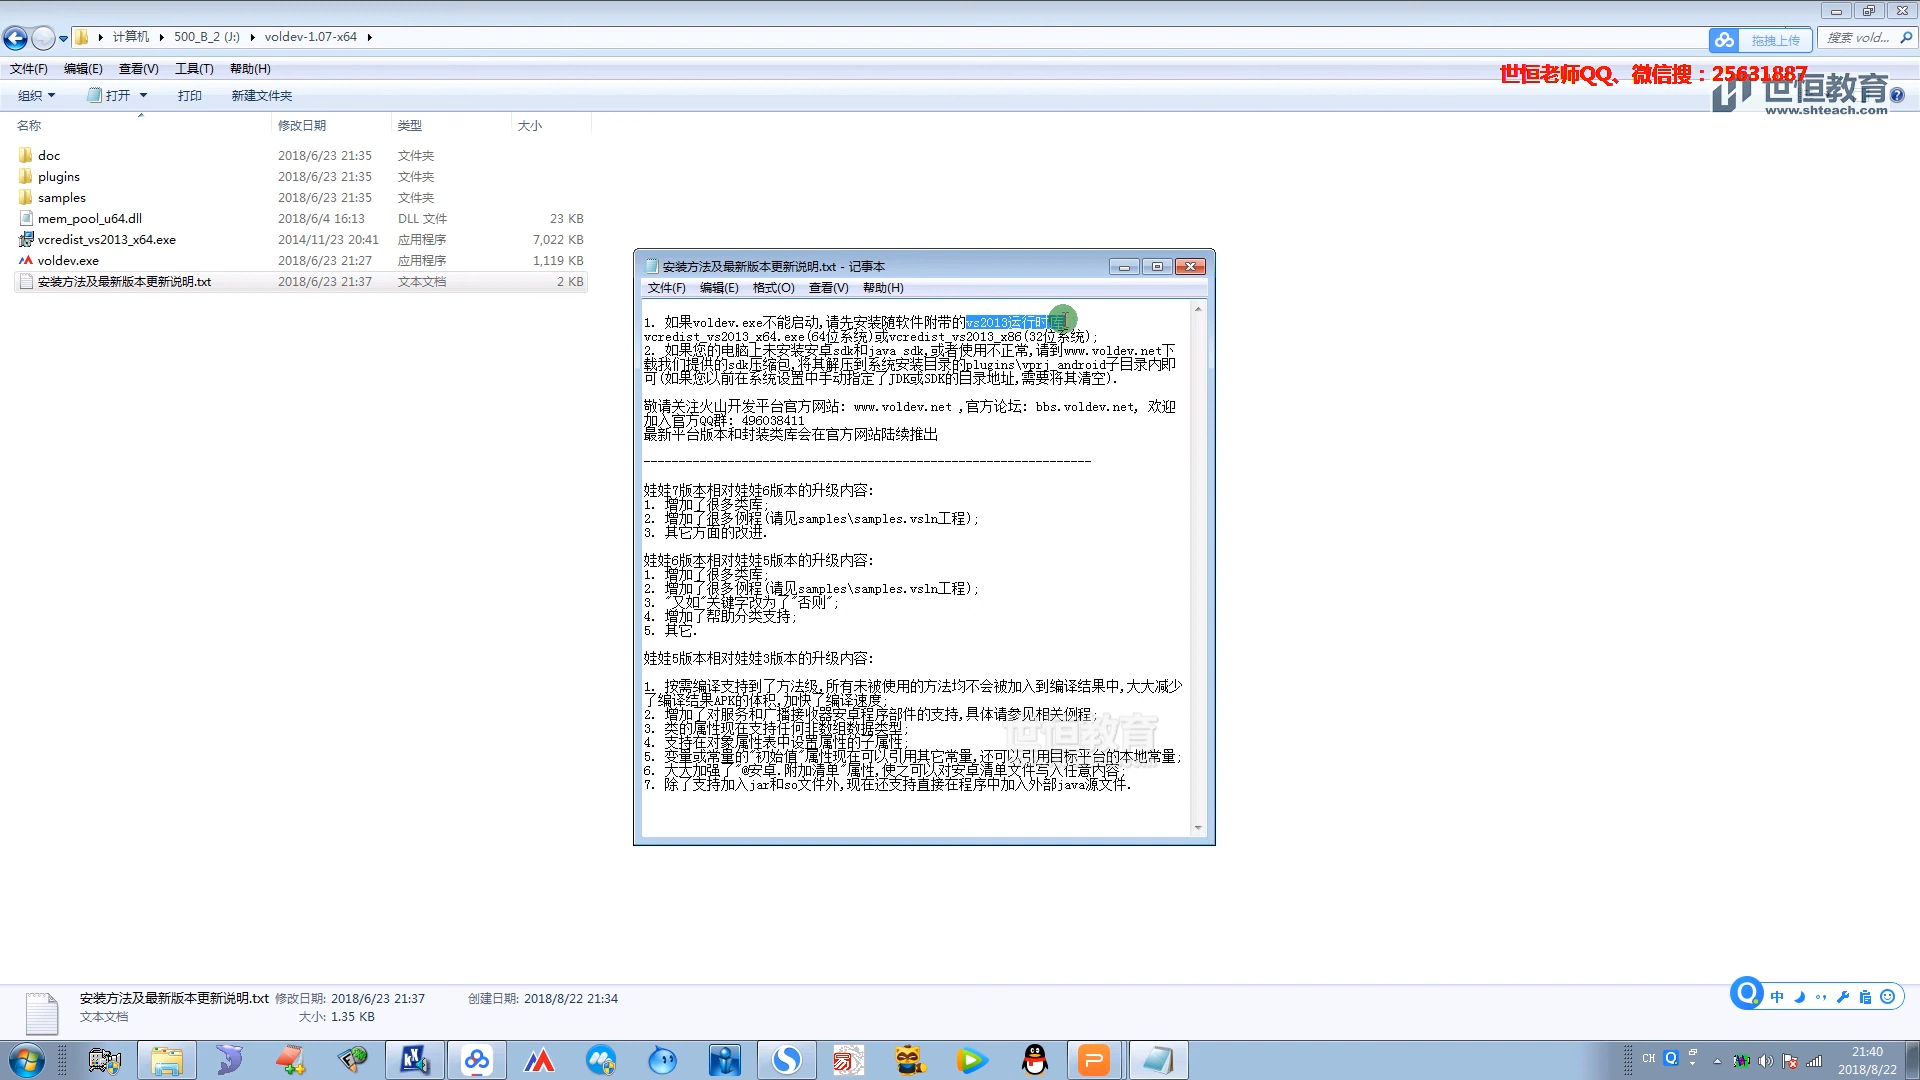 计算机 ▸ 500_B_2 (J:) ▸ voldev-1.07-x64 ▸
拖拽上传
搜索 vold...
文件(F) 编辑(E) 查看(V) 工具(T) 帮助(H)
世恒老师QQ、微信搜：25631887
世恒教育
www.shteach.com
组织 打开 打印 新建文件夹
名称 修改日期 类型 大小
doc 2018/6/23 21:35 文件夹
plugins 2018/6/23 21:35 文件夹
samples 2018/6/23 21:35 文件夹
mem_pool_u64.dll 2018/6/4 16:13 DLL 文件 23 KB
vcredist_vs2013_x64.exe 2014/11/23 20:41 应用程序 7,022 KB
voldev.exe 2018/6/23 21:27 应用程序 1,119 KB
安装方法及最新版本更新说明.txt 2018/6/23 21:37 文本文档 2 KB
安装方法及最新版本更新说明.txt - 记事本
文件(F) 编辑(E) 格式(O) 查看(V) 帮助(H)
1. 如果voldev.exe不能启动,请先安装随软件附带的vs2013运行时库
vcredist_vs2013_x64.exe(64位系统)或vcredist_vs2013_x86(32位系统);
2. 如果您的电脑上未安装安卓sdk和java sdk,或者使用不正常,请到www.voldev.net下
载我们提供的sdk压缩包,将其解压到系统安装目录的plugins\vprj_android子目录内即
可(如果您以前在系统设置中手动指定了JDK或SDK的目录地址,需要将其清空).
敬请关注火山开发平台官方网站: www.voldev.net ,官方论坛: bbs.voldev.net, 欢迎
加入官方QQ群: 496038411
最新平台版本和封装类库会在官方网站陆续推出
----------------------------------------------------------------
娃娃7版本相对娃娃6版本的升级内容:
1. 增加了很多类库;
2. 增加了很多例程(请见samples\samples.vsln工程);
3. 其它方面的改进.
娃娃6版本相对娃娃5版本的升级内容:
1. 增加了很多类库;
2. 增加了很多例程(请见samples\samples.vsln工程);
3. "又如"关键字改为了"否则";
4. 增加了帮助分类支持;
5. 其它.
娃娃5版本相对娃娃3版本的升级内容:
1. 按需编译支持到了方法级,所有未被使用的方法均不会被加入到编译结果中,大大减少
了编译结果APK的体积,加快了编译速度;
2. 增加了对服务和广播接收器安卓程序部件的支持,具体请参见相关例程;
3. 类的属性现在支持任何非数组数据类型;
4. 支持在对象属性表中设置属性的子属性;
5. 变量或常量的"初始值"属性现在可以引用其它常量,还可以引用目标平台的本地常量;
6. 大大加强了"@安卓.附加清单"属性,使之可以对安卓清单文件写入任意内容;
7. 除了支持加入jar和so文件外,现在还支持直接在程序中加入外部java源文件.
世恒教育
安装方法及最新版本更新说明.txt 修改日期: 2018/6/23 21:37 创建日期: 2018/8/22 21:34
文本文档 大小: 1.35 KB
中
CH
21:40
2018/8/22